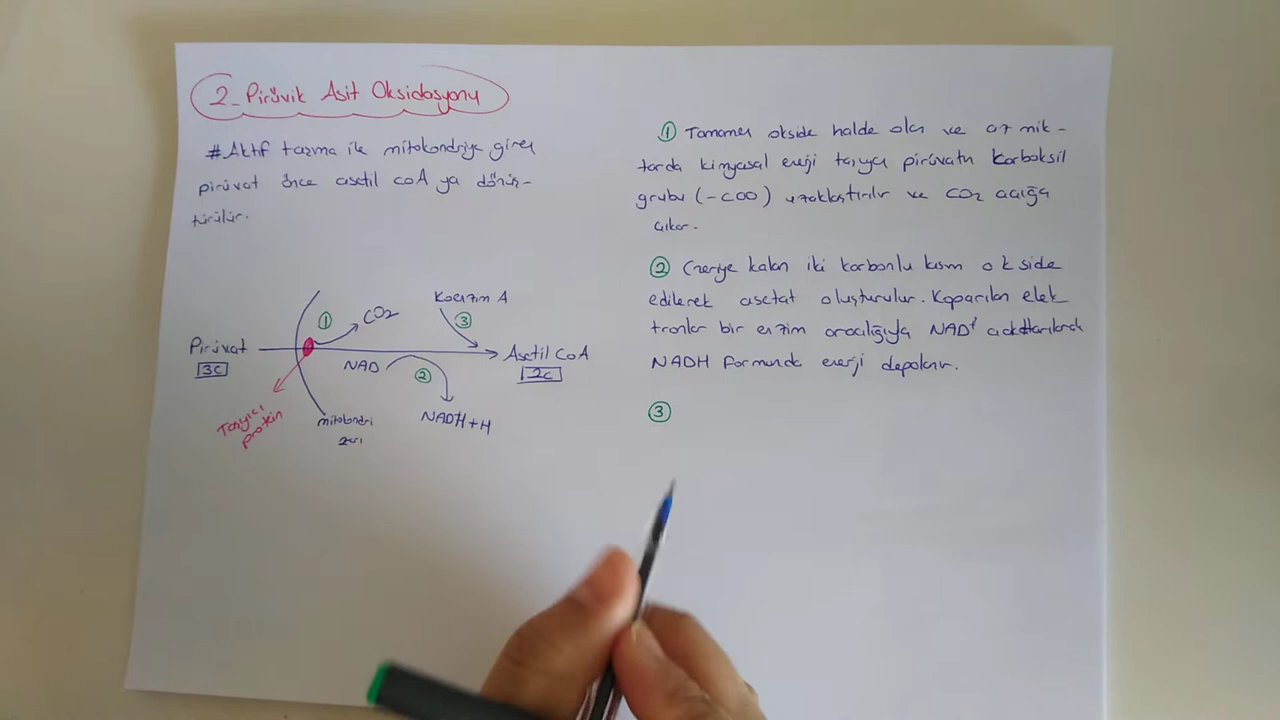 2_ Pirüvik Asit Oksidasyonu
# Aktif taşıma ile mitokondriye giren
pirüvat önce asetil coA ya dönüş-
türülür.
①
CO2
Koenzim A
③
Pirüvat
3C
NAD
②
Asetil CoA
2C
NADH+H
Taşıyıcı
protein
mitokondri
zarı
① Tamamen okside halde olan ve az mik-
tarda kimyasal enerji taşıyan pirüvatın karboksil
grubu (-COO) uzaklaştırılır ve CO2 açığa
çıkar.
② Geriye kalan iki karbonlu kısım okside
edilerek asetat oluşturulur. Koparılan elek
tronlar bir enzim aracılığıyla NAD+ a aktarılarak
NADH formunda enerji depolanır.
③